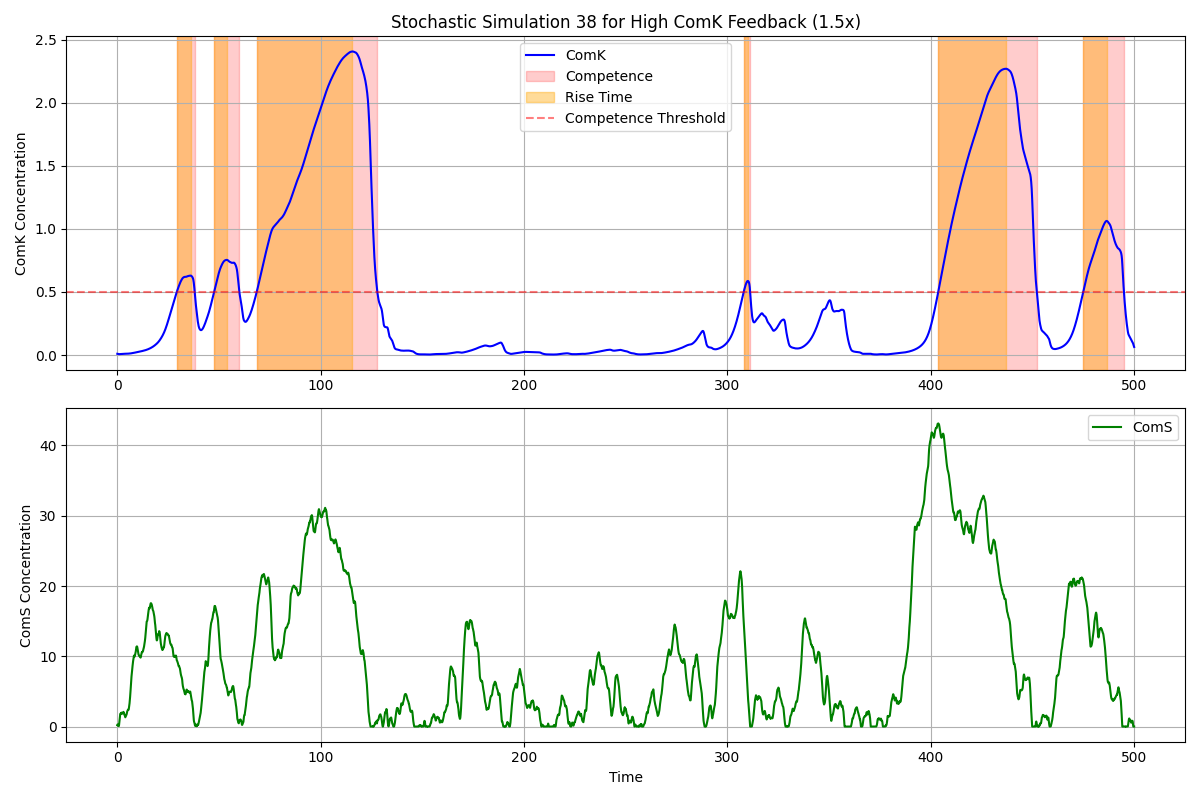 Stochastic Simulation 38 for High ComK Feedback (1.5x)
ComK
Competence
Rise Time
Competence Threshold
ComK Concentration
2.5
2.0
1.5
1.0
0.5
0.0
0 100 200 300 400 500
ComS
ComS Concentration
40
30
20
10
0
0 100 200 300 400 500
Time